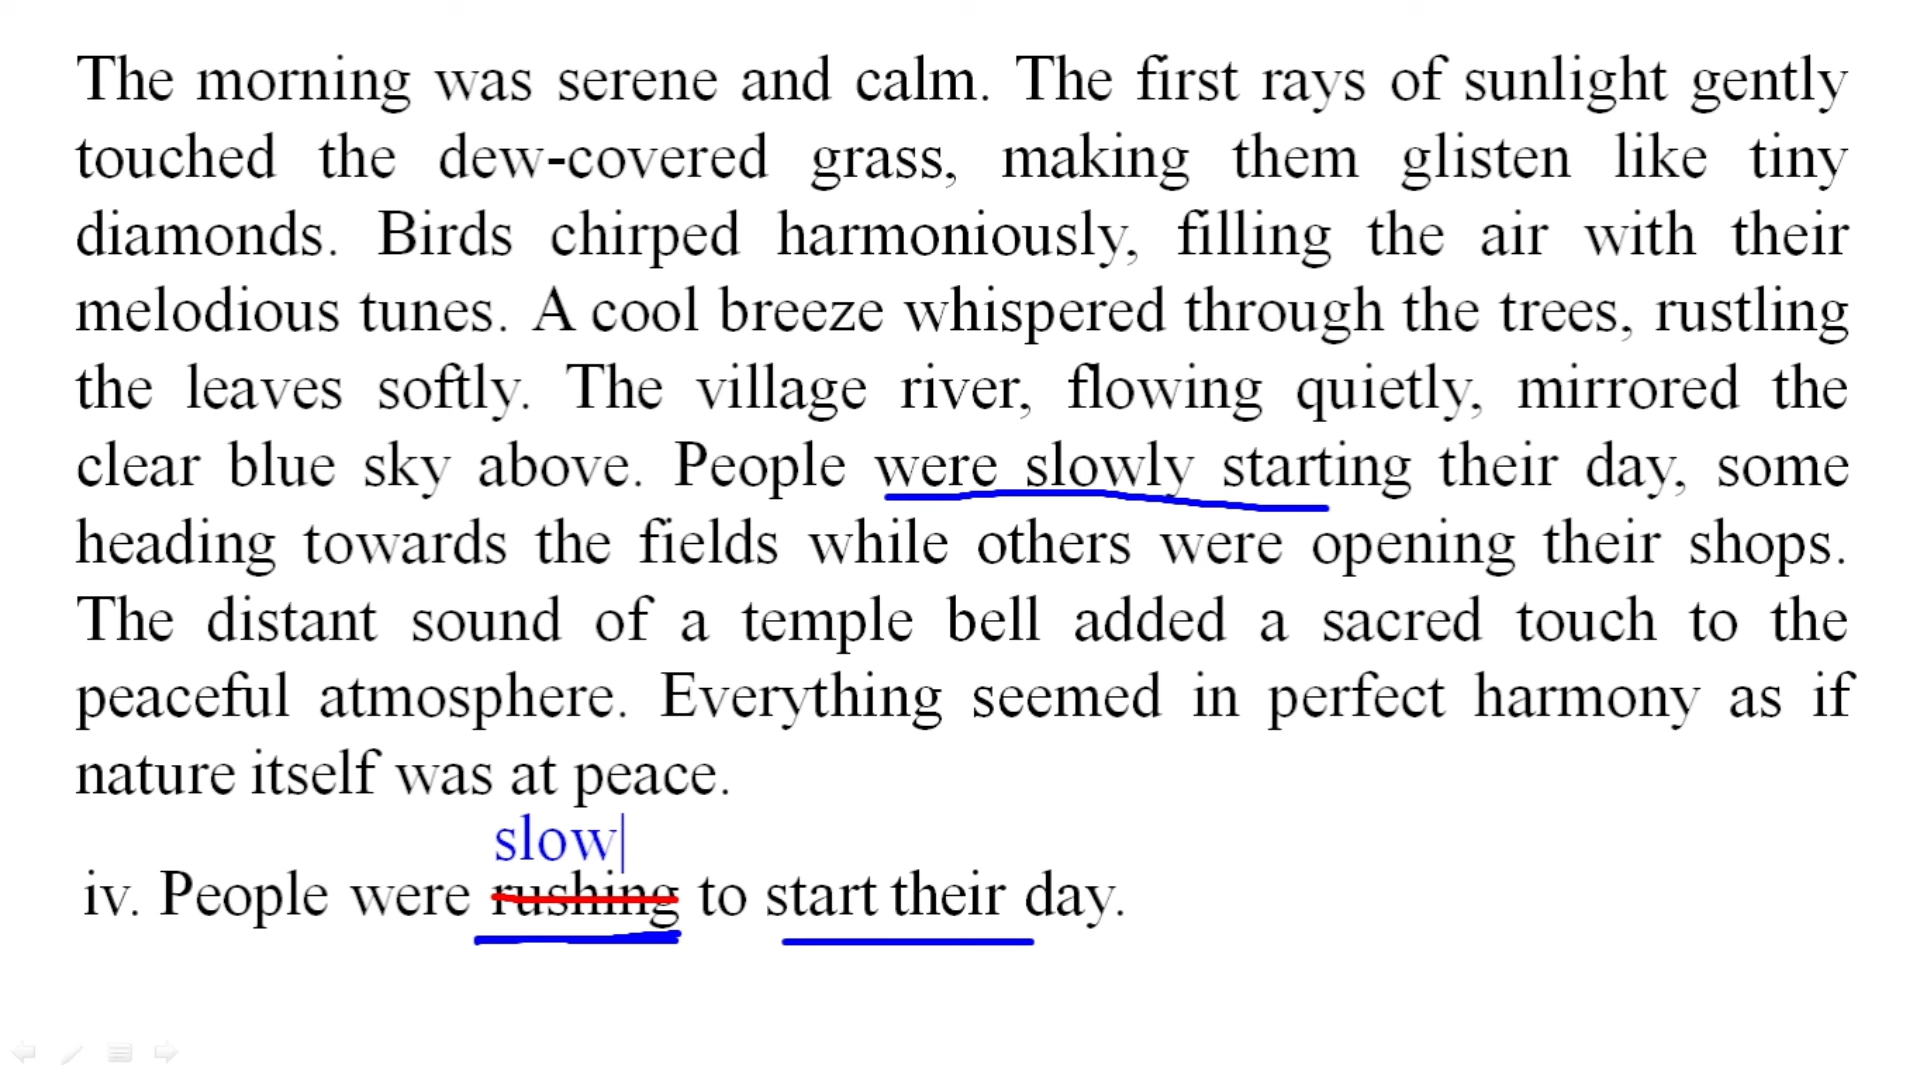 The morning was serene and calm. The first rays of sunlight gently
touched the dew-covered grass, making them glisten like tiny
diamonds. Birds chirped harmoniously, filling the air with their
melodious tunes. A cool breeze whispered through the trees, rustling
the leaves softly. The village river, flowing quietly, mirrored the
clear blue sky above. People were slowly starting their day, some
heading towards the fields while others were opening their shops.
The distant sound of a temple bell added a sacred touch to the
peaceful atmosphere. Everything seemed in perfect harmony as if
nature itself was at peace.
slow
iv. People were rushing to start their day.